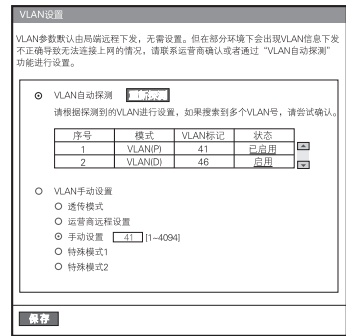 VLAN设置
VLAN参数默认由局端远程下发，无需设置。但在部分环境下会出现VLAN信息下发
不正确导致无法连接上网的情况，请联系运营商确认或者通过“VLAN自动探测”
功能进行设置。
VLAN自动探测
请根据探测到的VLAN进行设置，如果搜索到多个VLAN号，请尝试确认。
序号 模式 VLAN标记 状态
1 VLAN(P) 41 已启用
2 VLAN(D) 46 启用
VLAN手动设置
透传模式
运营商远程设置
手动设置 41 [1~4094]
特殊模式1
特殊模式2
保存